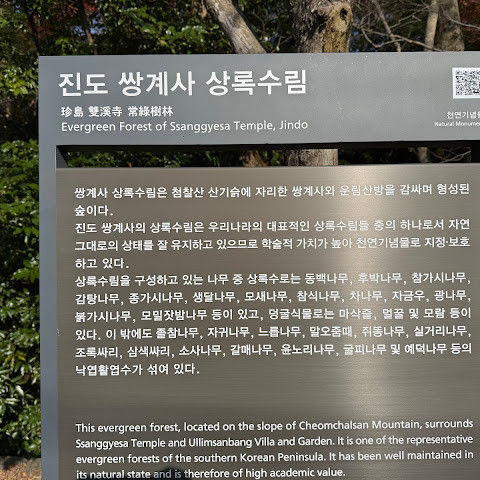 진도 쌍계사 상록수림
珍島 雙溪寺 常綠樹林
Evergreen Forest of Ssanggyesa Temple, Jindo
천연기념물
Natural Monument
쌍계사 상록수림은 첨찰산 산기슭에 자리한 쌍계사와 운림산방을 감싸며 형성된
숲이다.
진도 쌍계사의 상록수림은 우리나라의 대표적인 상록수림들 중의 하나로서 자연
그대로의 상태를 잘 유지하고 있으므로 학술적 가치가 높아 천연기념물로 지정·보호
하고 있다.
상록수림을 구성하고 있는 나무 중 상록수로는 동백나무, 후박나무, 참가시나무,
감탕나무, 종가시나무, 생달나무, 모새나무, 참식나무, 차나무, 자금우, 광나무,
붉가시나무, 모밀잣밤나무 등이 있고, 덩굴식물로는 마삭줄, 멀꿀 및 모람 등이
있다. 이 밖에도 졸참나무, 자귀나무, 느릅나무, 말오줌때, 쥐똥나무, 실거리나무,
조록싸리, 삼색싸리, 소사나무, 갈매나무, 윤노리나무, 굴피나무 및 예덕나무 등의
낙엽활엽수가 섞여 있다.
This evergreen forest, located on the slope of Cheomchalsan Mountain, surrounds
Ssanggyesa Temple and Ullimsanbang Villa and Garden. It is one of the representative
evergreen forests of the southern Korean Peninsula. It has been well maintained in
its natural state and is therefore of high academic value.